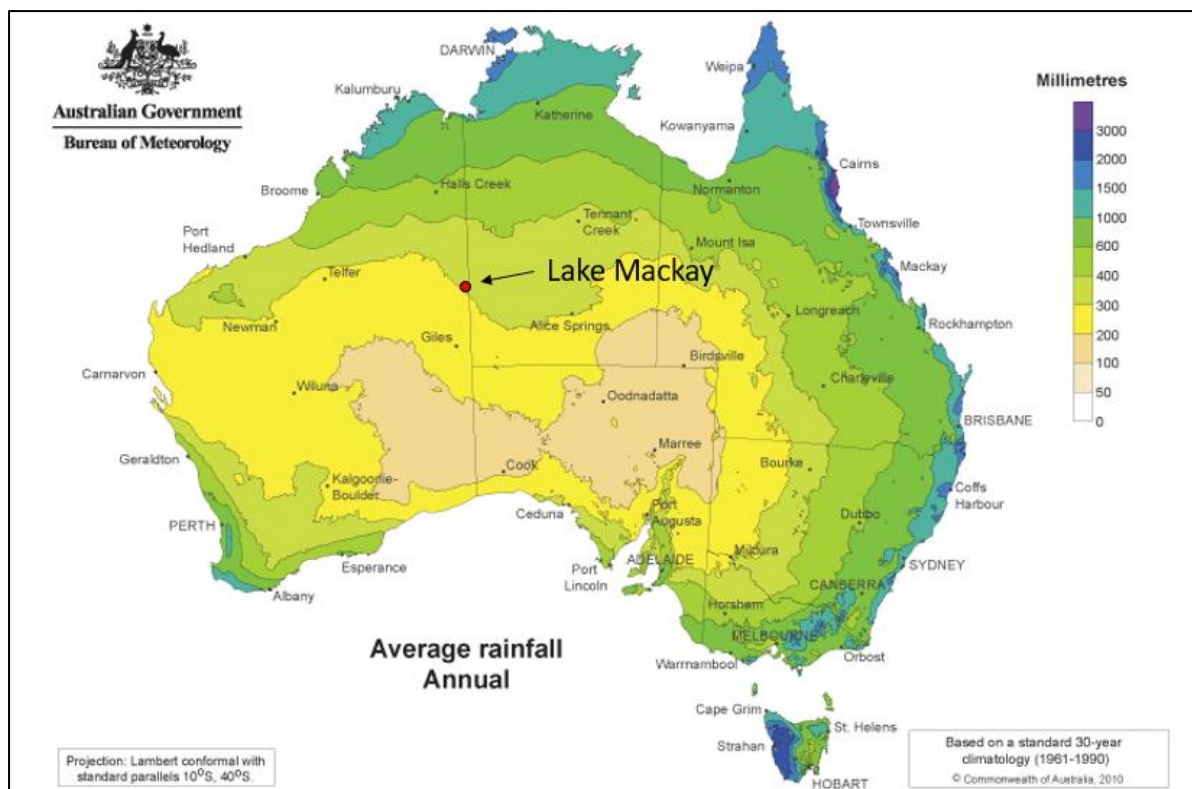 Australian Government
Bureau of Meteorology
DARWIN
Weipa
Kalumburu
Katherine
Kowanyama
Millimetres
3000
2000
1500
1000
600
400
300
200
100
50
0
Cairns
Broome
Halls Creek
Normanton
Tennant
Creek
Townsville
Port
Hedland
Mount Isa
Telfer
Lake Mackay
Mackay
Newman
Alice Springs
Longreach
Rockhampton
Giles
Birdsville
Carnarvon
Wiluna
Oodnadatta
Charleville
BRISBANE
Marree
Geraldton
Cook
Bourke
Kalgoorlie-
Boulder
Coffs
Harbour
Ceduna
Port
Augusta
Dubbo
PERTH
Mildura
ADELAIDE
SYDNEY
Esperance
Port
Lincoln
CANBERRA
Albany
Horsham
MELBOURNE
Warrnambool
Orbost
Average rainfall
Annual
Cape Grim
St. Helens
Strahan
HOBART
Projection: Lambert conformal with
standard parallels 10°S, 40°S.
Based on a standard 30-year
climatology (1961-1990)
© Commonwealth of Australia, 2010